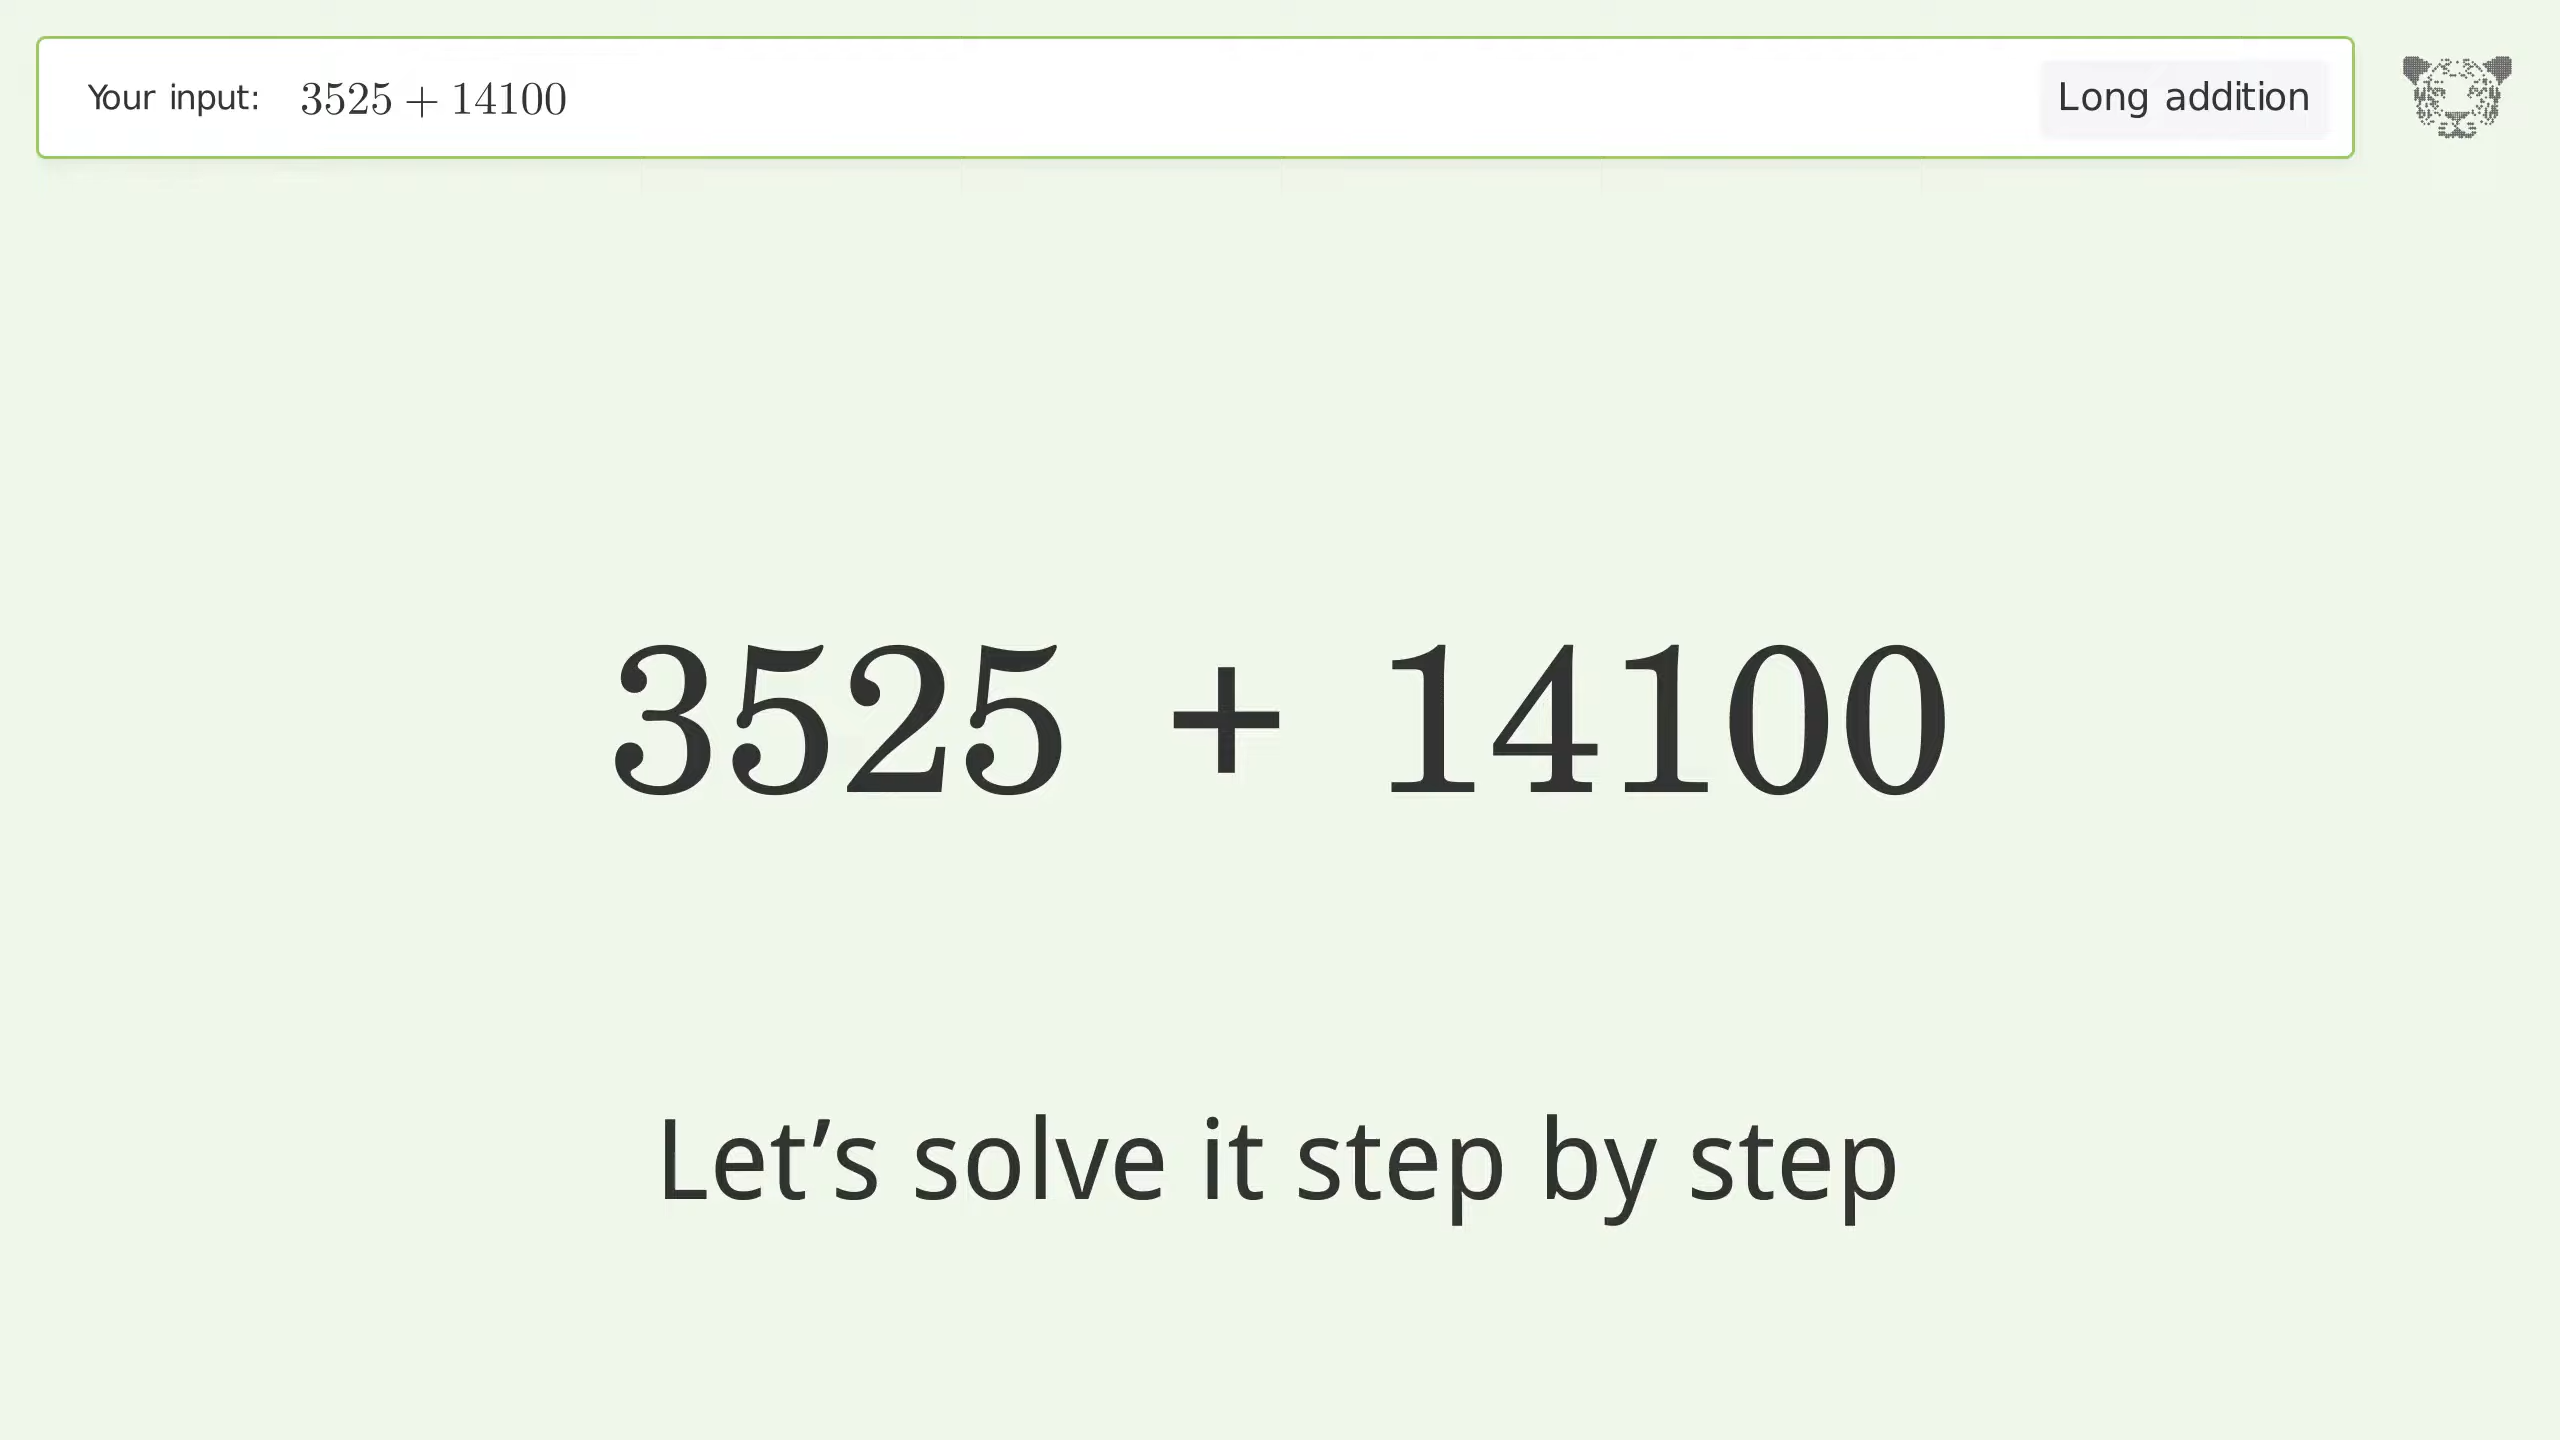 Your input: 3525 + 14100 Long addition
3525 + 14100
Let’s solve it step by step